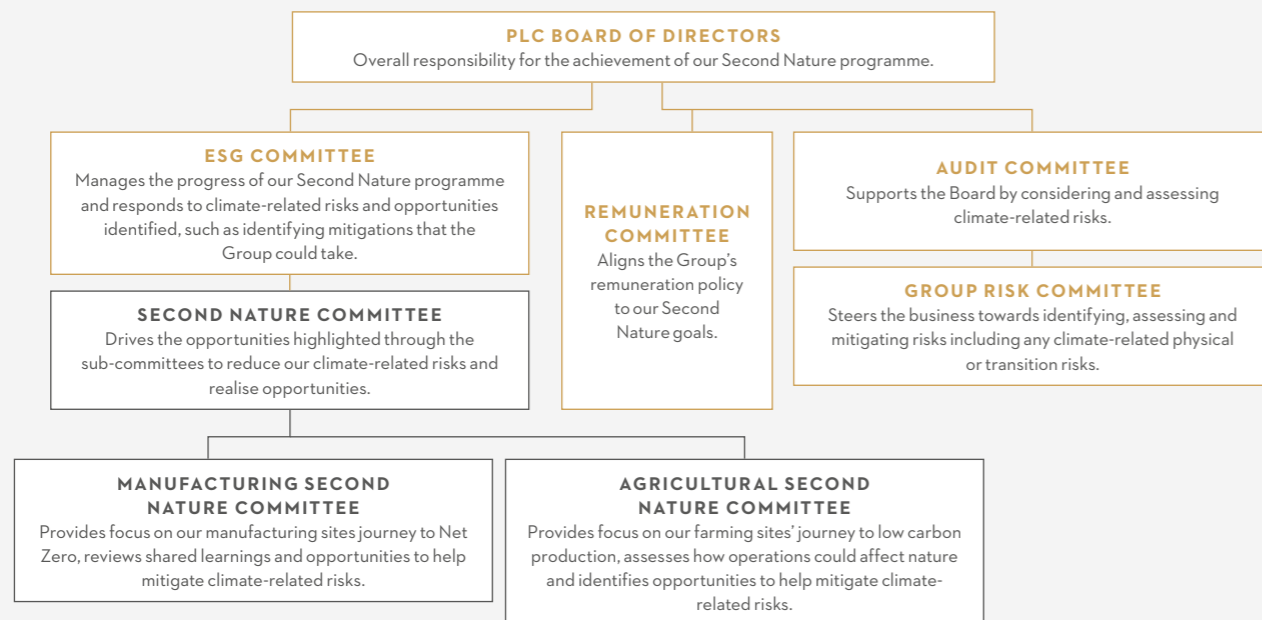 PLC BOARD OF DIRECTORS
Overall responsibility for the achievement of our Second Nature programme.
ESG COMMITTEE
Manages the progress of our Second Nature programme
and responds to climate-related risks and opportunities
identified, such as identifying mitigations that the
Group could take.
REMUNERATION
COMMITTEE
Aligns the Group's
remuneration policy
to our Second
Nature goals.
AUDIT COMMITTEE
Supports the Board by considering and assessing
climate-related risks.
GROUP RISK COMMITTEE
Steers the business towards identifying, assessing and
mitigating risks including any climate-related physical
or transition risks.
SECOND NATURE COMMITTEE
Drives the opportunities highlighted through the
sub-committees to reduce our climate-related risks and
realise opportunities.
MANUFACTURING SECOND
NATURE COMMITTEE
Provides focus on our manufacturing sites journey to Net
Zero, reviews shared learnings and opportunities to help
mitigate climate-related risks.
AGRICULTURAL SECOND
NATURE COMMITTEE
Provides focus on our farming sites' journey to low carbon
production, assesses how operations could affect nature
and identifies opportunities to help mitigate climate-
related risks.